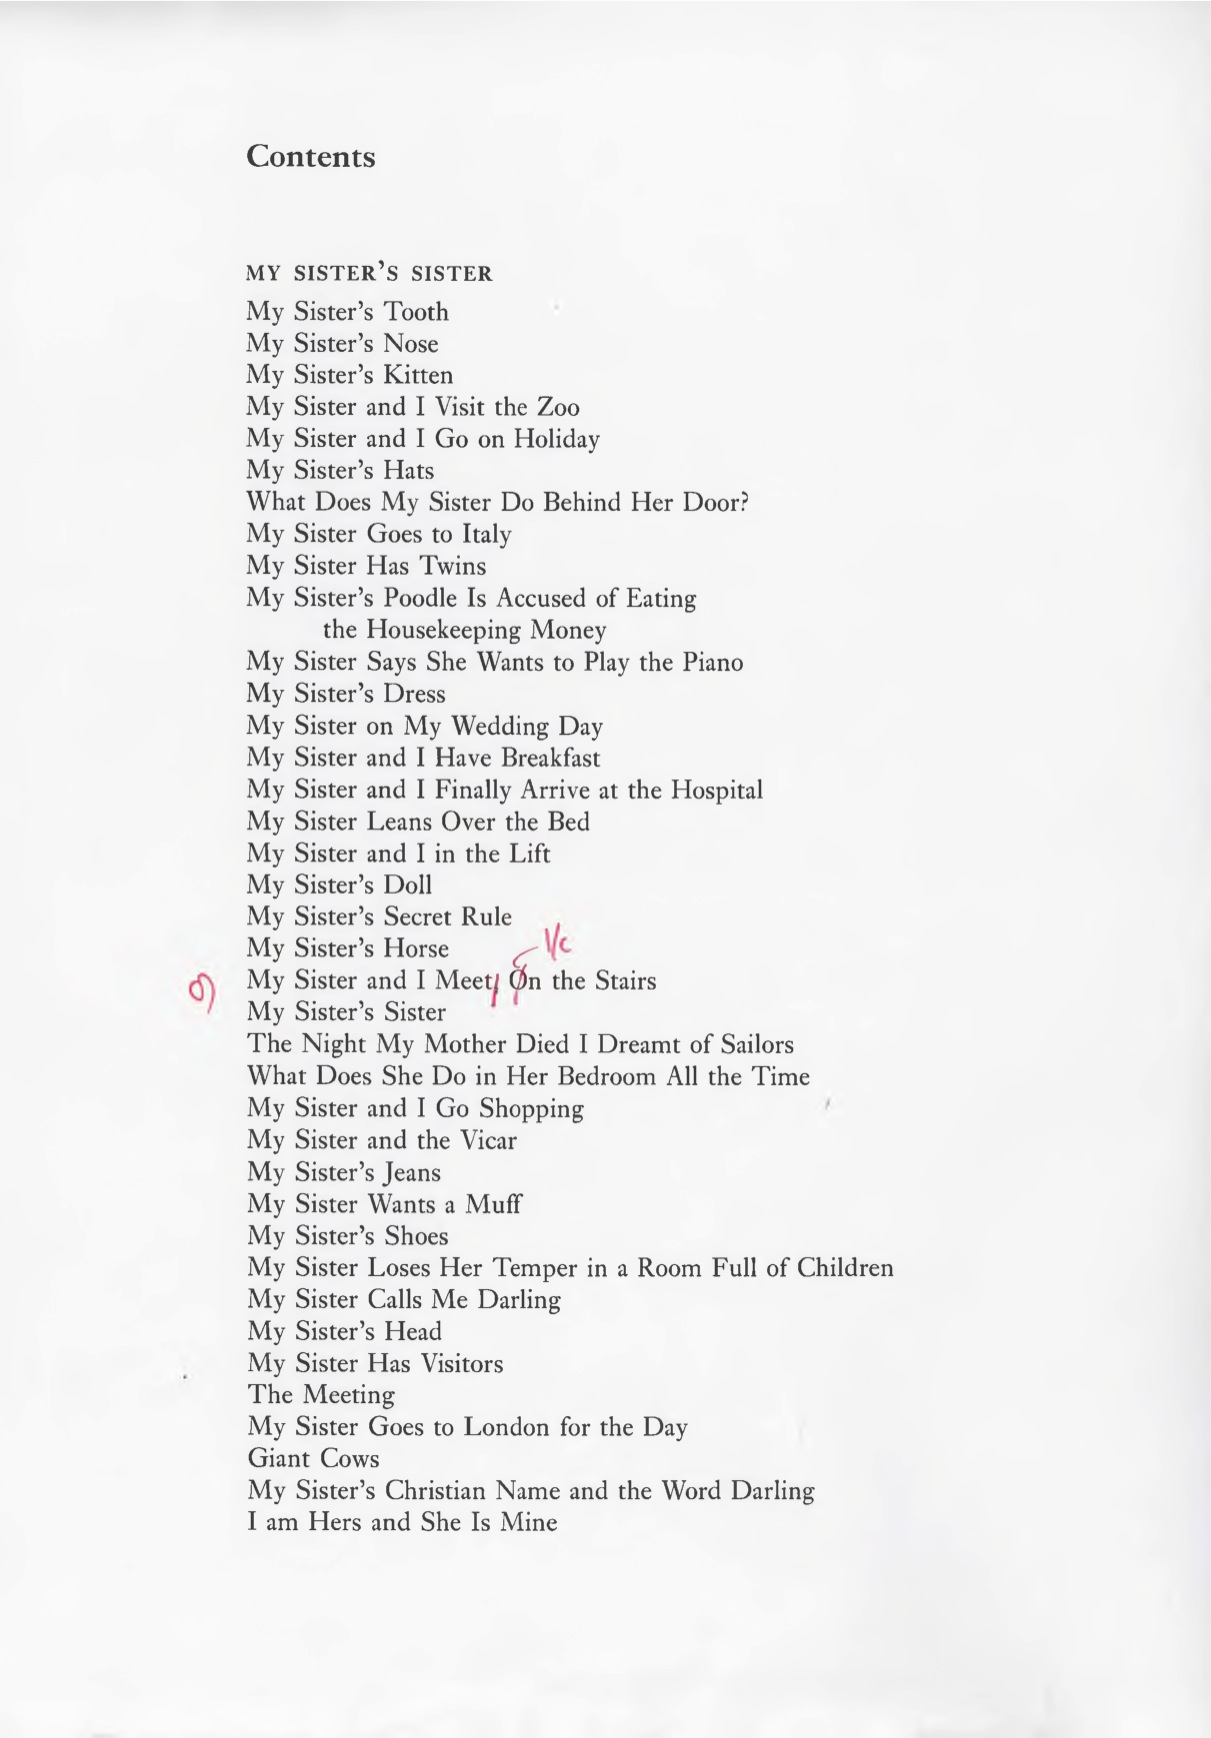 Contents
MY SISTER'S SISTER
My Sister's Tooth
My Sister's Nose
My Sister's Kitten
My Sister and I Visit the Zoo
My Sister and I Go on Holiday
My Sister's Hats
What Does My Sister Do Behind Her Door?
My Sister Goes to Italy
My Sister Has Twins
My Sister's Poodle Is Accused of Eating
the Housekeeping Money
My Sister Says She Wants to Play the Piano
My Sister's Dress
My Sister on My Wedding Day
My Sister and I Have Breakfast
My Sister and I Finally Arrive at the Hospital
My Sister Leans Over the Bed
My Sister and I in the Lift
My Sister's Doll
My Sister's Secret Rule
My Sister's Horse
l/c
My Sister and I Meet, On the Stairs
My Sister's Sister
The Night My Mother Died I Dreamt of Sailors
What Does She Do in Her Bedroom All the Time
My Sister and I Go Shopping
My Sister and the Vicar
My Sister's Jeans
My Sister Wants a Muff
My Sister's Shoes
My Sister Loses Her Temper in a Room Full of Children
My Sister Calls Me Darling
My Sister's Head
My Sister Has Visitors
The Meeting
My Sister Goes to London for the Day
Giant Cows
My Sister's Christian Name and the Word Darling
I am Hers and She Is Mine